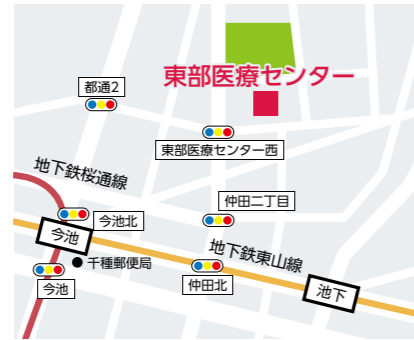 東部医療センター
都通2
東部医療センター西
地下鉄桜通線
仲田二丁目
今池北
今池
地下鉄東山線
千種郵便局
仲田北
今池
池下